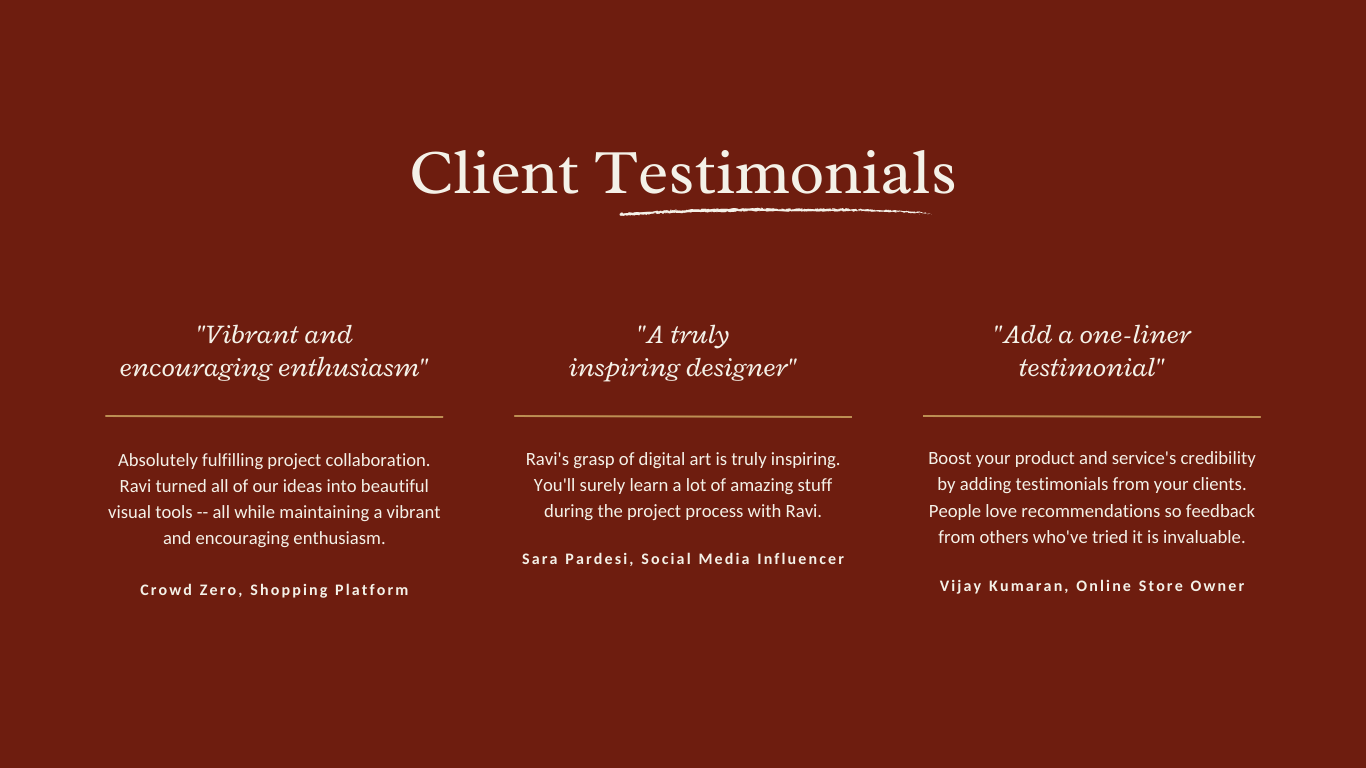 Client Testimonials
"Vibrant and
encouraging enthusiasm"
Absolutely fulfilling project collaboration.
Ravi turned all of our ideas into beautiful
visual tools -- all while maintaining a vibrant
and encouraging enthusiasm.
Crowd Zero, Shopping Platform
"A truly
inspiring designer"
Ravi's grasp of digital art is truly inspiring.
You'll surely learn a lot of amazing stuff
during the project process with Ravi.
Sara Pardesi, Social Media Influencer
"Add a one-liner
testimonial"
Boost your product and service's credibility
by adding testimonials from your clients.
People love recommendations so feedback
from others who've tried it is invaluable.
Vijay Kumaran, Online Store Owner